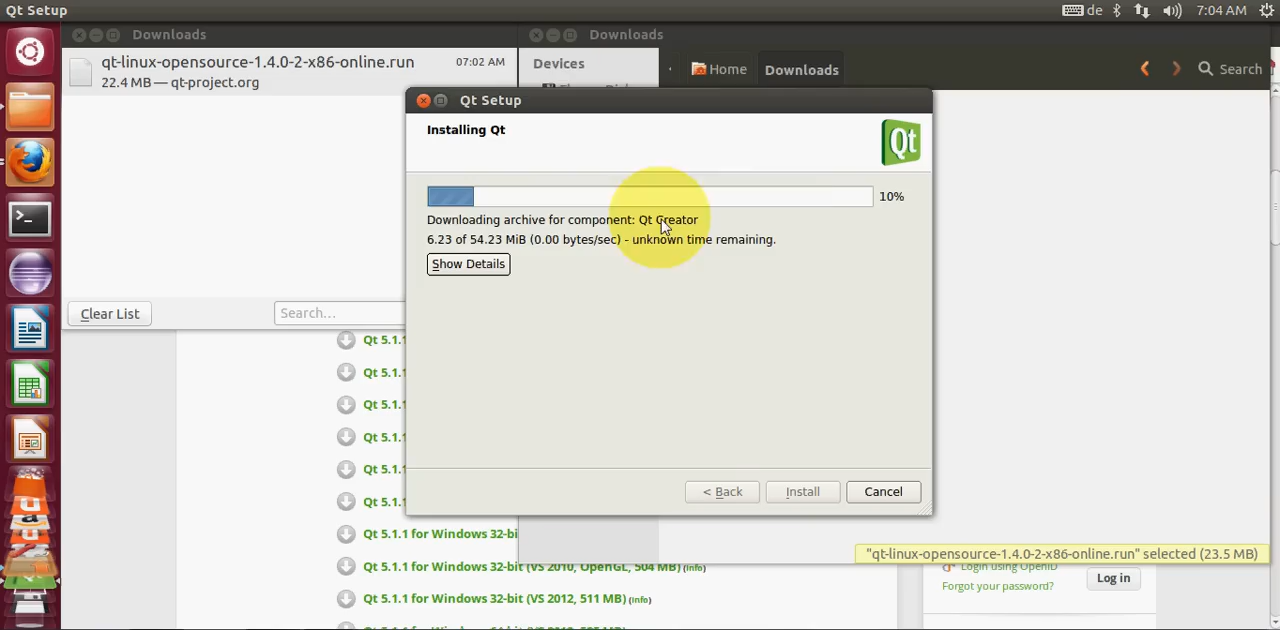 Qt Setup
de
7:04 AM
Downloads
Downloads
qt-linux-opensource-1.4.0-2-x86-online.run
07:02 AM
22.4 MB — qt-project.org
Devices
Home
Downloads
Search
Qt Setup
Installing Qt
Qt
10%
Downloading archive for component: Qt Creator
6.23 of 54.23 MiB (0.00 bytes/sec) - unknown time remaining.
Show Details
Clear List
Search...
Qt 5.1.1
Qt 5.1.1
Qt 5.1.1
Qt 5.1.1
Qt 5.1.1
Qt 5.1.1
< Back
Install
Cancel
Qt 5.1.1 for Windows 32-bi
"qt-linux-opensource-1.4.0-2-x86-online.run" selected (23.5 MB)
Qt 5.1.1 for Windows 32-bit (VS 2010, OpenGL, 504 MB) (info)
Login using OpenID
Forgot your password?
Log in
Qt 5.1.1 for Windows 32-bit (VS 2012, 511 MB) (info)